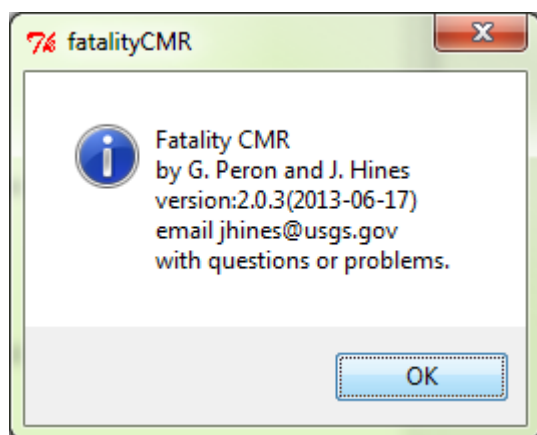 fatalityCMR
Fatality CMR
by G. Peron and J. Hines
version:2.0.3(2013-06-17)
email jhines@usgs.gov
with questions or problems.
OK